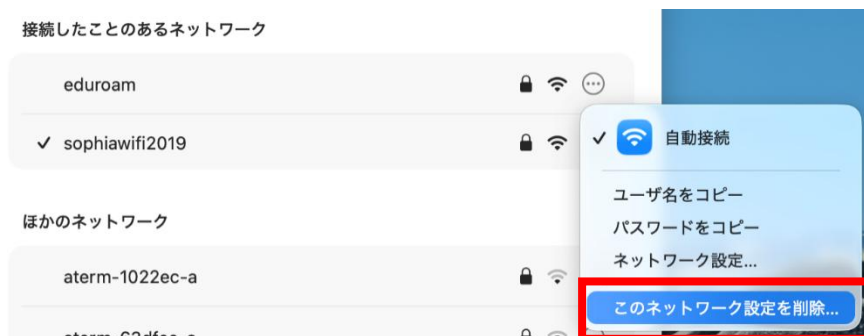 接続したことのあるネットワーク
eduroam
sophiawifi2019
自動接続
ユーザ名をコピー
パスワードをコピー
ネットワーク設定...
このネットワーク設定を削除...
ほかのネットワーク
aterm-1022ec-a